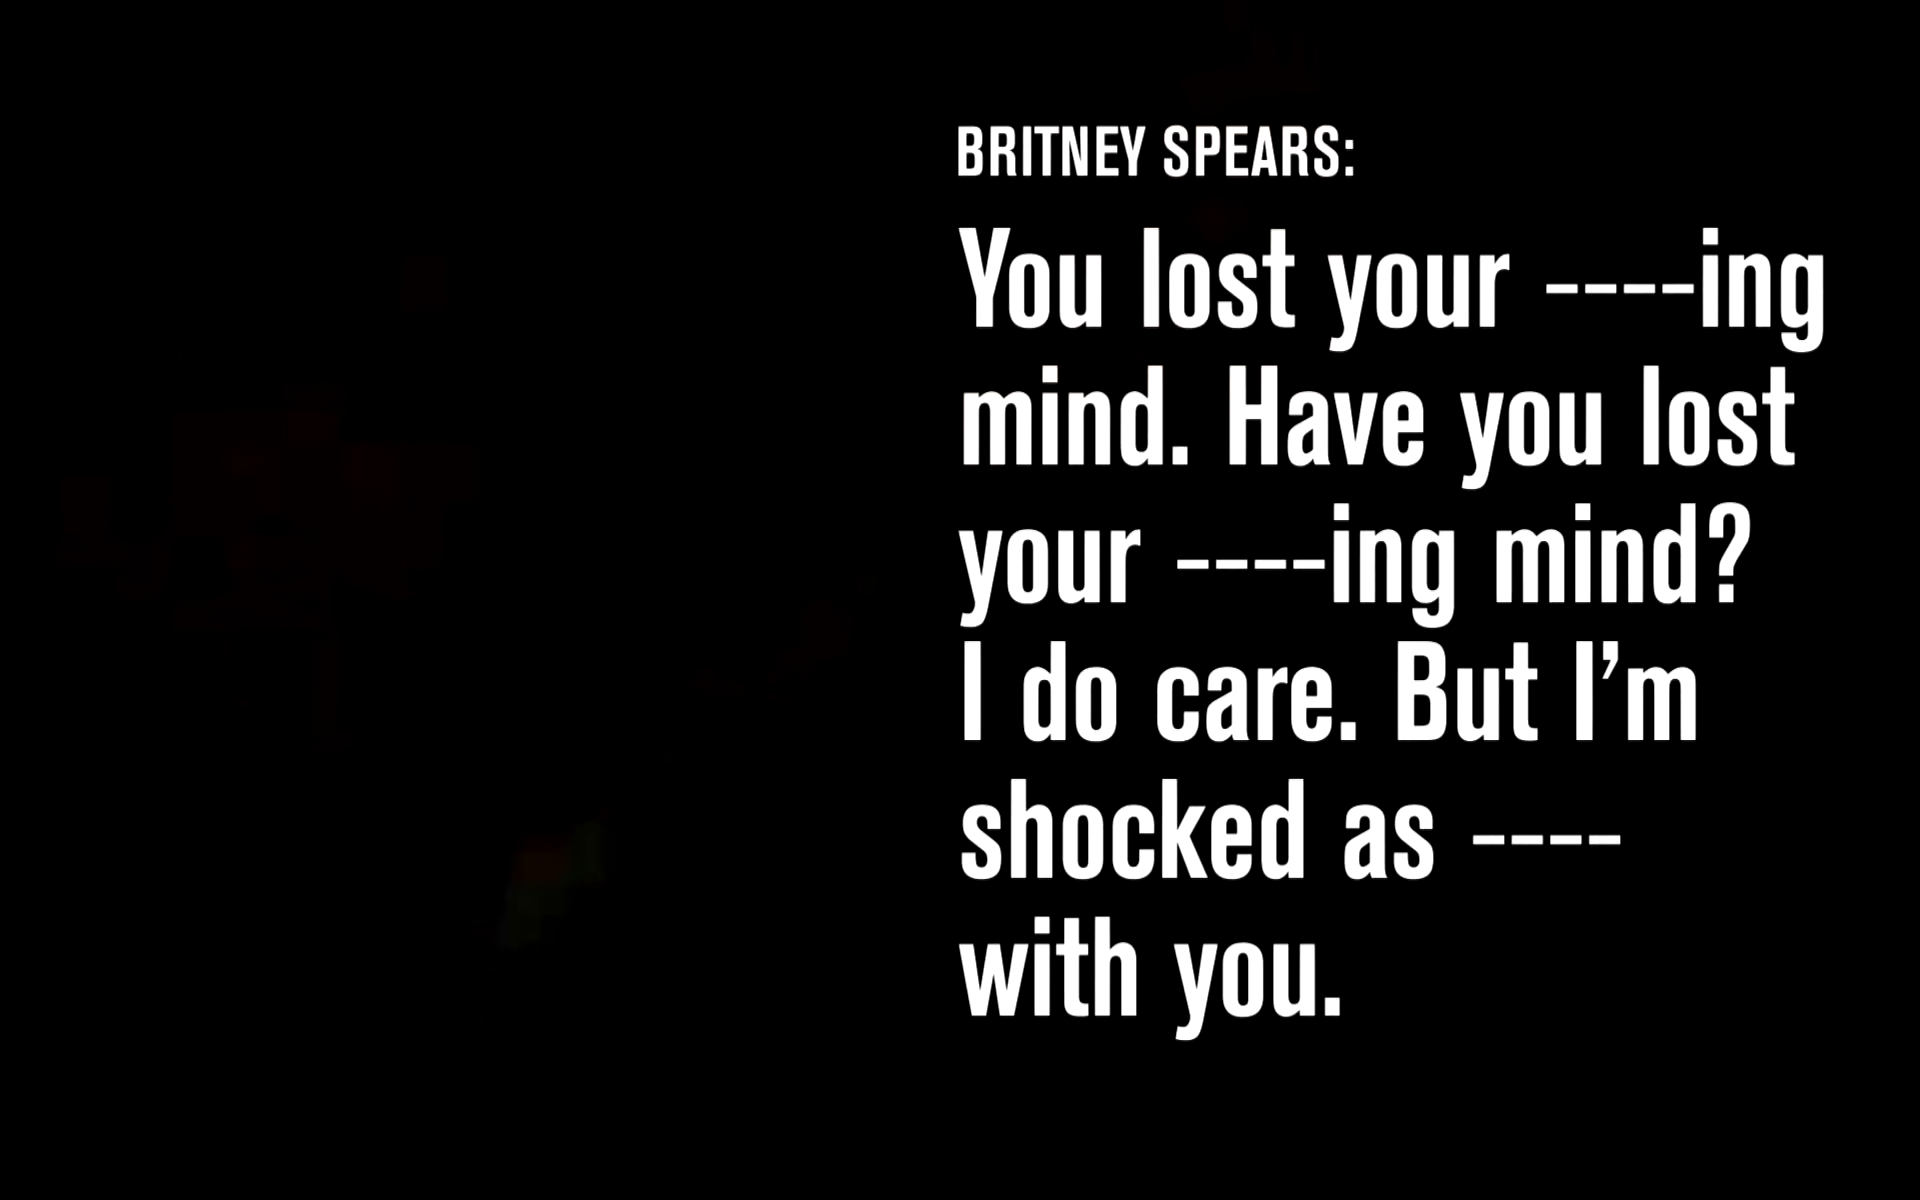 BRITNEY SPEARS:
You lost your ----ing
mind. Have you lost
your ----ing mind?
I do care. But I’m
shocked as ----
with you.